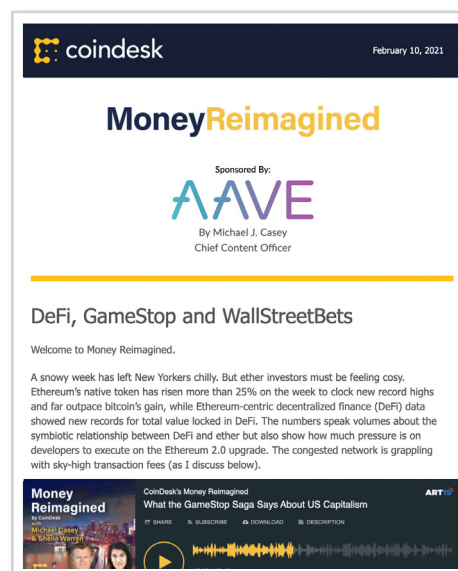 coindesk
February 10, 2021
MoneyReimagined
Sponsored By:
AAVE
By Michael J. Casey
Chief Content Officer
DeFi, GameStop and WallStreetBets
Welcome to Money Reimagined.
A snowy week has left New Yorkers chilly. But ether investors must be feeling cosy.
Ethereum's native token has risen more than 25% on the week to clock new record highs
and far outpace bitcoin's gain, while Ethereum-centric decentralized finance (DeFi) data
showed new records for total value locked in DeFi. The numbers speak volumes about the
symbiotic relationship between DeFi and ether but also show how much pressure is on
developers to execute on the Ethereum 2.0 upgrade. The congested network is grappling
with sky-high transaction fees (as I discuss below).
Money
Reimagined
by CoinDesk
with
Michael Casey
& Sheila Warren
CoinDesk's Money Reimagined
ART19
What the GameStop Saga Says About US Capitalism
SHARE SUBSCRIBE DOWNLOAD DESCRIPTION